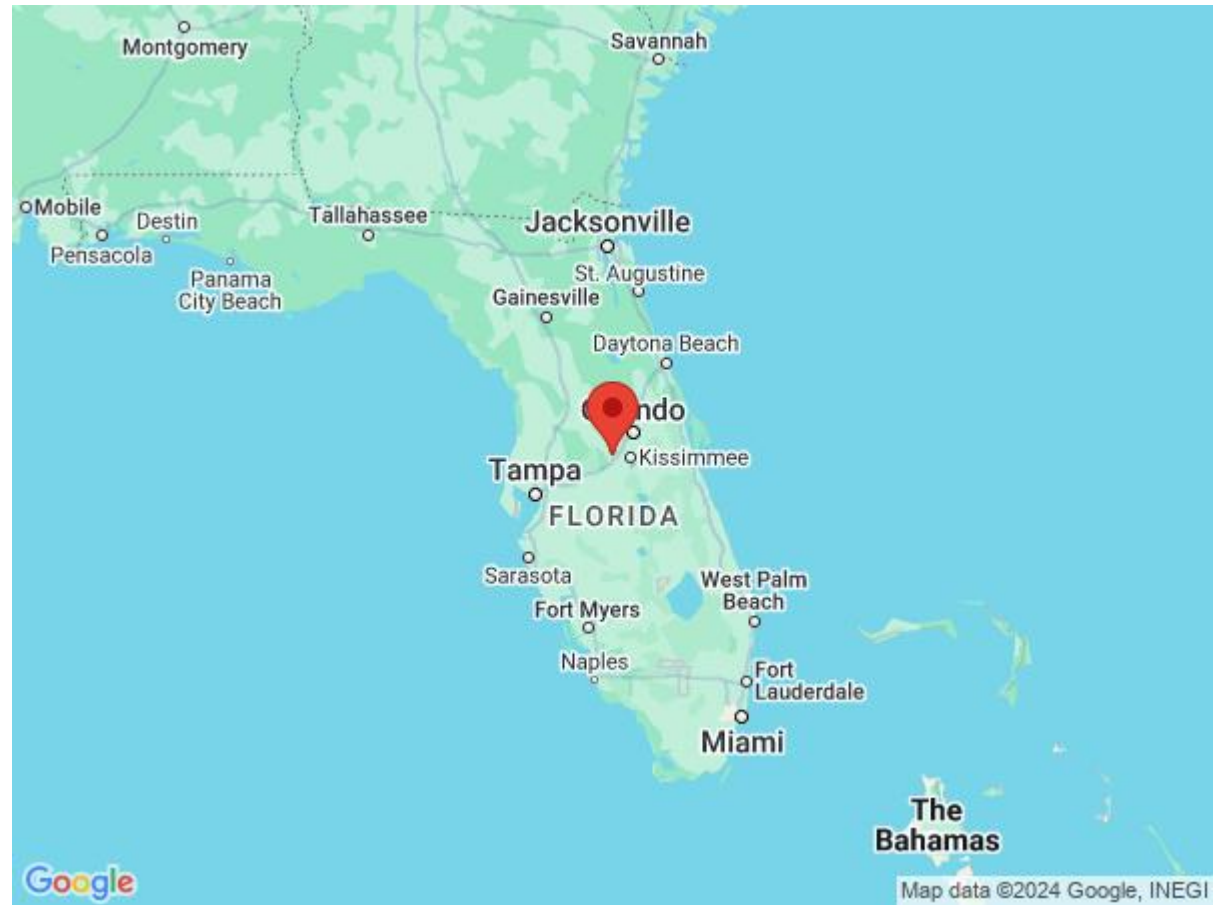 Montgomery
Savannah
Mobile
Destin
Tallahassee
Jacksonville
Pensacola
Panama
City Beach
St. Augustine
Gainesville
Daytona Beach
ndo
Kissimmee
Tampa
FLORIDA
Sarasota
West Palm
Beach
Fort Myers
Naples
Fort
Lauderdale
Miami
The
Bahamas
Google
Map data ©2024 Google, INEGI